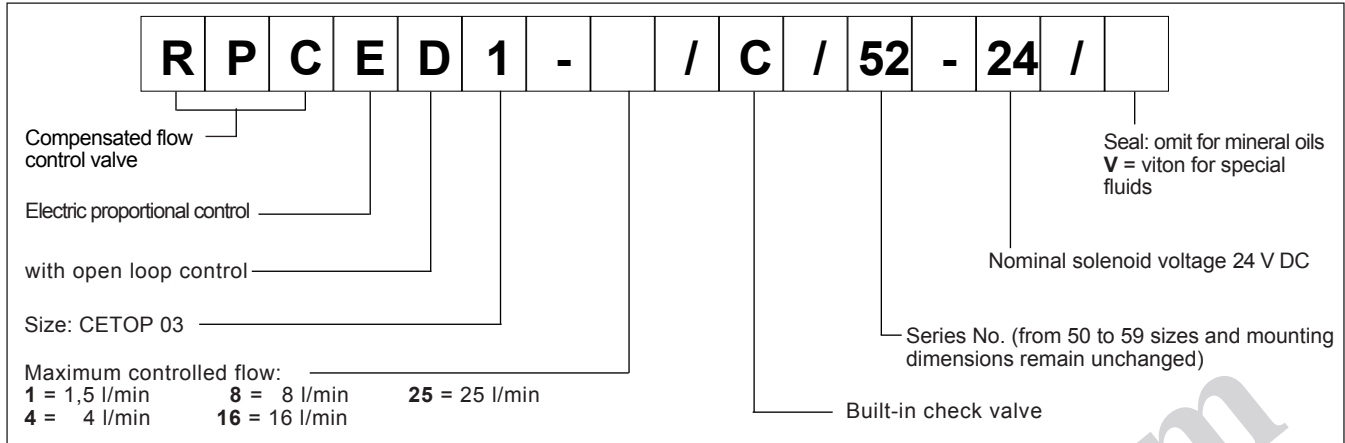 R P C E D 1 - / C / 52 - 24 /
Compensated flow
control valve
Electric proportional control
with open loop control
Size: CETOP 03
Maximum controlled flow:
1 = 1,5 l/min 8 = 8 l/min 25 = 25 l/min
4 = 4 l/min 16 = 16 l/min
Seal: omit for mineral oils
V = viton for special
fluids
Nominal solenoid voltage 24 V DC
Series No. (from 50 to 59 sizes and mounting
dimensions remain unchanged)
Built-in check valve
m